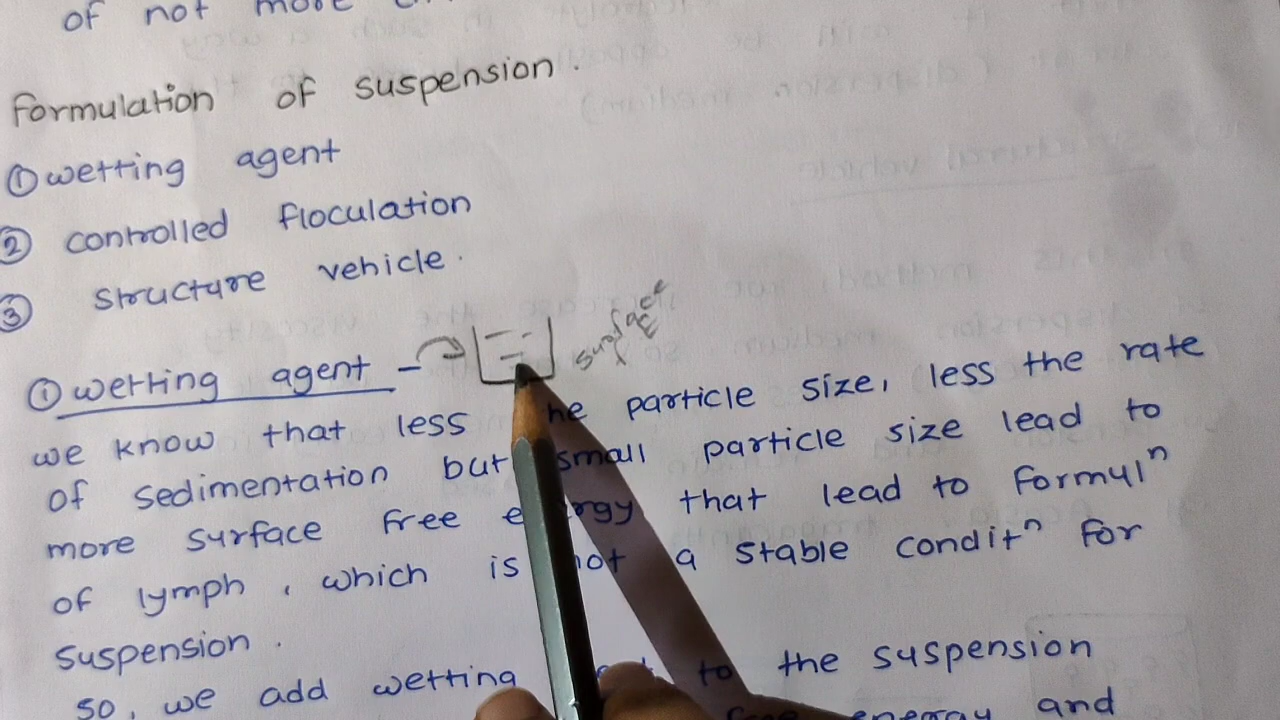 of not more
Formulation of suspension.
① wetting agent
② controlled floculation
③ structure vehicle.
① wetting agent -
surface E
we know that less particle size, less the rate
of sedimentation but small particle size lead to
more surface free that lead to Formulⁿ
of lymph, which is a stable conditⁿ for
suspension.
so, we add wetting to the suspension
energy and